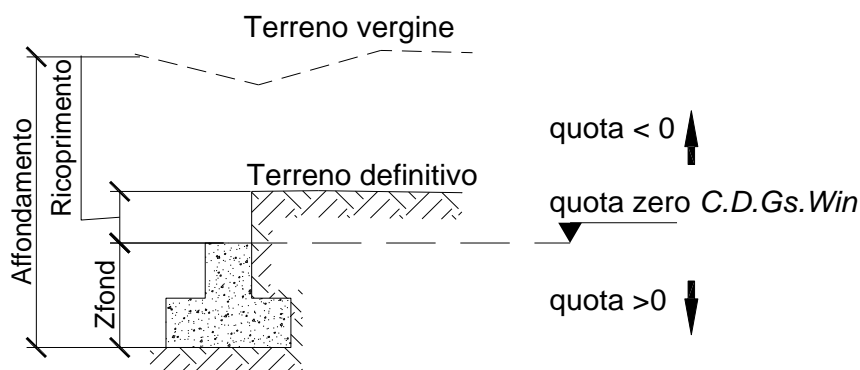 Terreno vergine
Affondamento
Ricoprimento
quota < 0
Terreno definitivo
quota zero C.D.Gs.Win
Zfond
quota >0